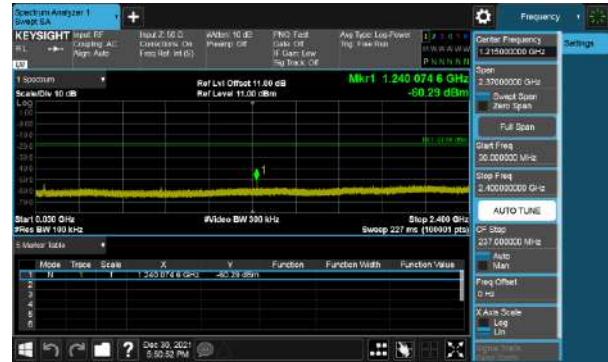 Spectrum Analyzer 1
Swept SA
Frequency
KEYSIGHT
Input: RF
Coupling: AC
Align: Auto
Input Z: 50 Ω
Corrections: On
Freq Ref: Int (S)
Atten: 10 dB
Preamp: Off
PNO: Fast
Gate: Off
IF Gain: Low
Sig Track: Off
Avg Type: Log-Power
Trig: Free Run
1 Spectrum
Scale/Div 10 dB
Log
Ref Lvl Offset 11.00 dB
Ref Level 11.00 dBm
Mkr1 1.240 074 6 GHz
-60.29 dBm
1
Start 0.030 GHz
#Res BW 100 kHz
#Video BW 300 kHz
Stop 2.400 GHz
Sweep 227 ms (100001 pts)
5 Marker Table
Mode Trace Scale X Y Function Function Width Function Value
1 N 1 f 1.240 074 6 GHz -60.29 dBm
2
3
4
5
6
Dec 30, 2021
5:50:52 PM
Center Frequency
1.215000000 GHz
Settings
Span
2.37000000 GHz
Swept Span
Zero Span
Full Span
Start Freq
30.000000 MHz
Stop Freq
2.400000000 GHz
AUTO TUNE
CF Step
237.000000 MHz
Auto
Man
Freq Offset
0 Hz
X Axis Scale
Log
Lin